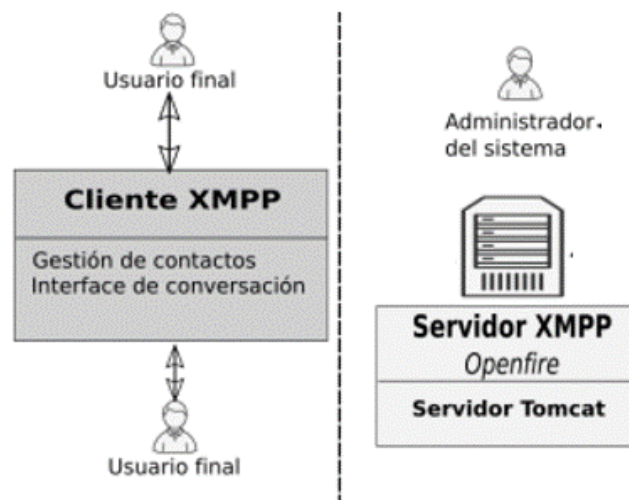 Usuario final
Cliente XMPP
Gestión de contactos
Interface de conversación
Usuario final
Administrador.
del sistema
Servidor XMPP
Openfire
Servidor Tomcat